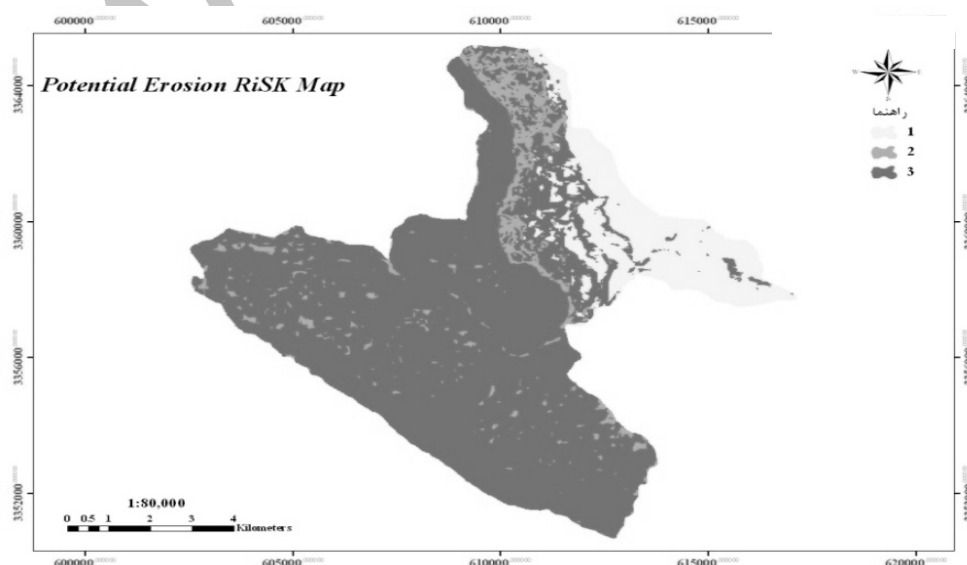 600000 605000 610000 615000
Potential Erosion RiSK Map
3364000
W E
راهنما
1
2
3
3360000
3356000
3352000
1:80,000
0 0.5 1 2 3 4
Kilometers
600000 605000 610000 615000 620000